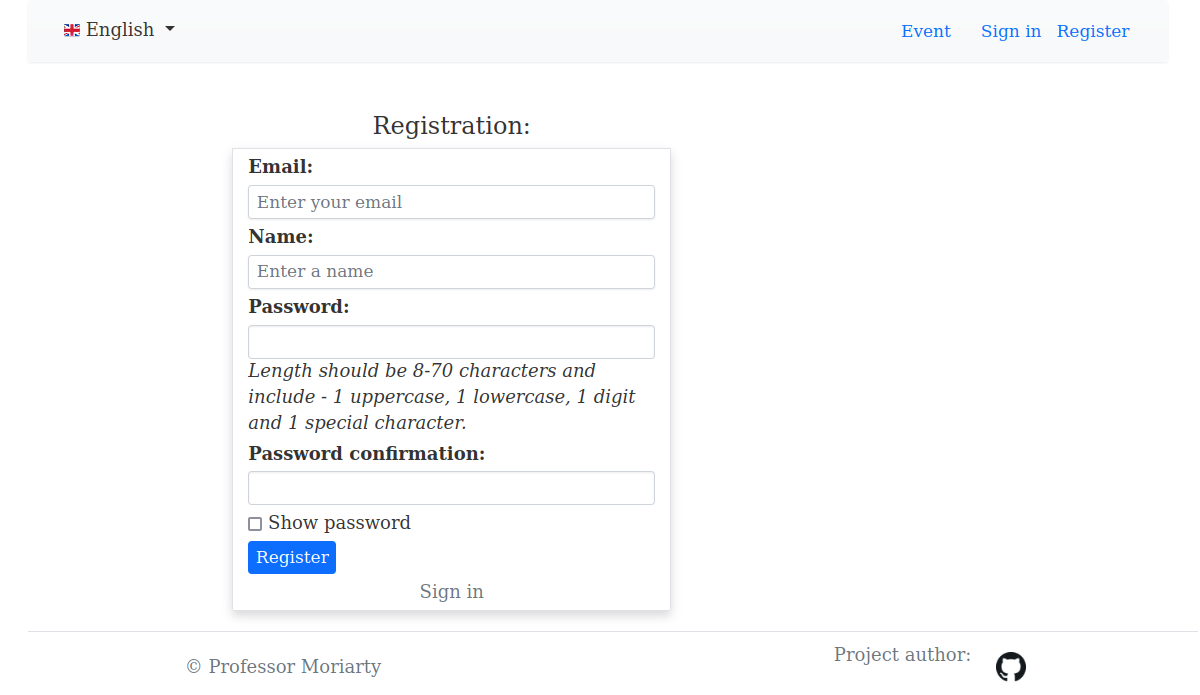 English
Event Sign in Register
Registration:
Email:
Enter your email
Name:
Enter a name
Password:
Length should be 8-70 characters and
include - 1 uppercase, 1 lowercase, 1 digit
and 1 special character.
Password confirmation:
Show password
Register
Sign in
© Professor Moriarty
Project author: